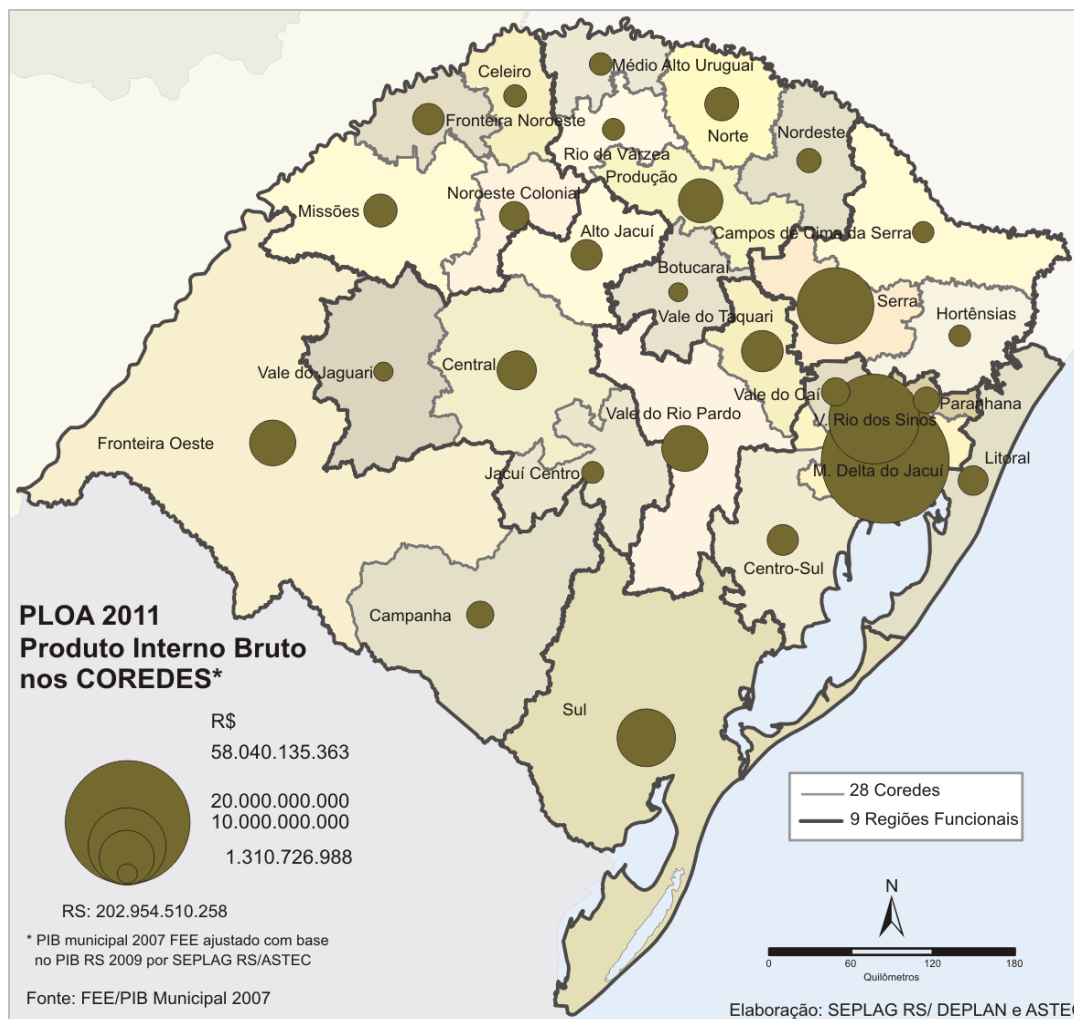 Médio Alto Uruguai
Celeiro
Fronteira Noroeste
Norte
Nordeste
Rio da Várzea
Produção
Noroeste Colonial
Missões
Alto Jacuí
Campos de Cima da Serra
Botucaraí
Serra
Vale do Taquari
Hortênsias
Central
Vale do Jaguari
Vale do Caí
Paranhana
Vale do Rio Pardo
V. Rio dos Sinos
Fronteira Oeste
Litoral
Jacuí Centro
M. Delta do Jacuí
Centro-Sul
Campanha
Sul
PLOA 2011
Produto Interno Bruto
nos COREDES*
R$
58.040.135.363
20.000.000.000
10.000.000.000
1.310.726.988
RS: 202.954.510.258
* PIB municipal 2007 FEE ajustado com base
no PIB RS 2009 por SEPLAG RS/ASTEC
Fonte: FEE/PIB Municipal 2007
28 Coredes
9 Regiões Funcionais
N
0 60 120 180
Quilômetros
Elaboração: SEPLAG RS/ DEPLAN e ASTEC